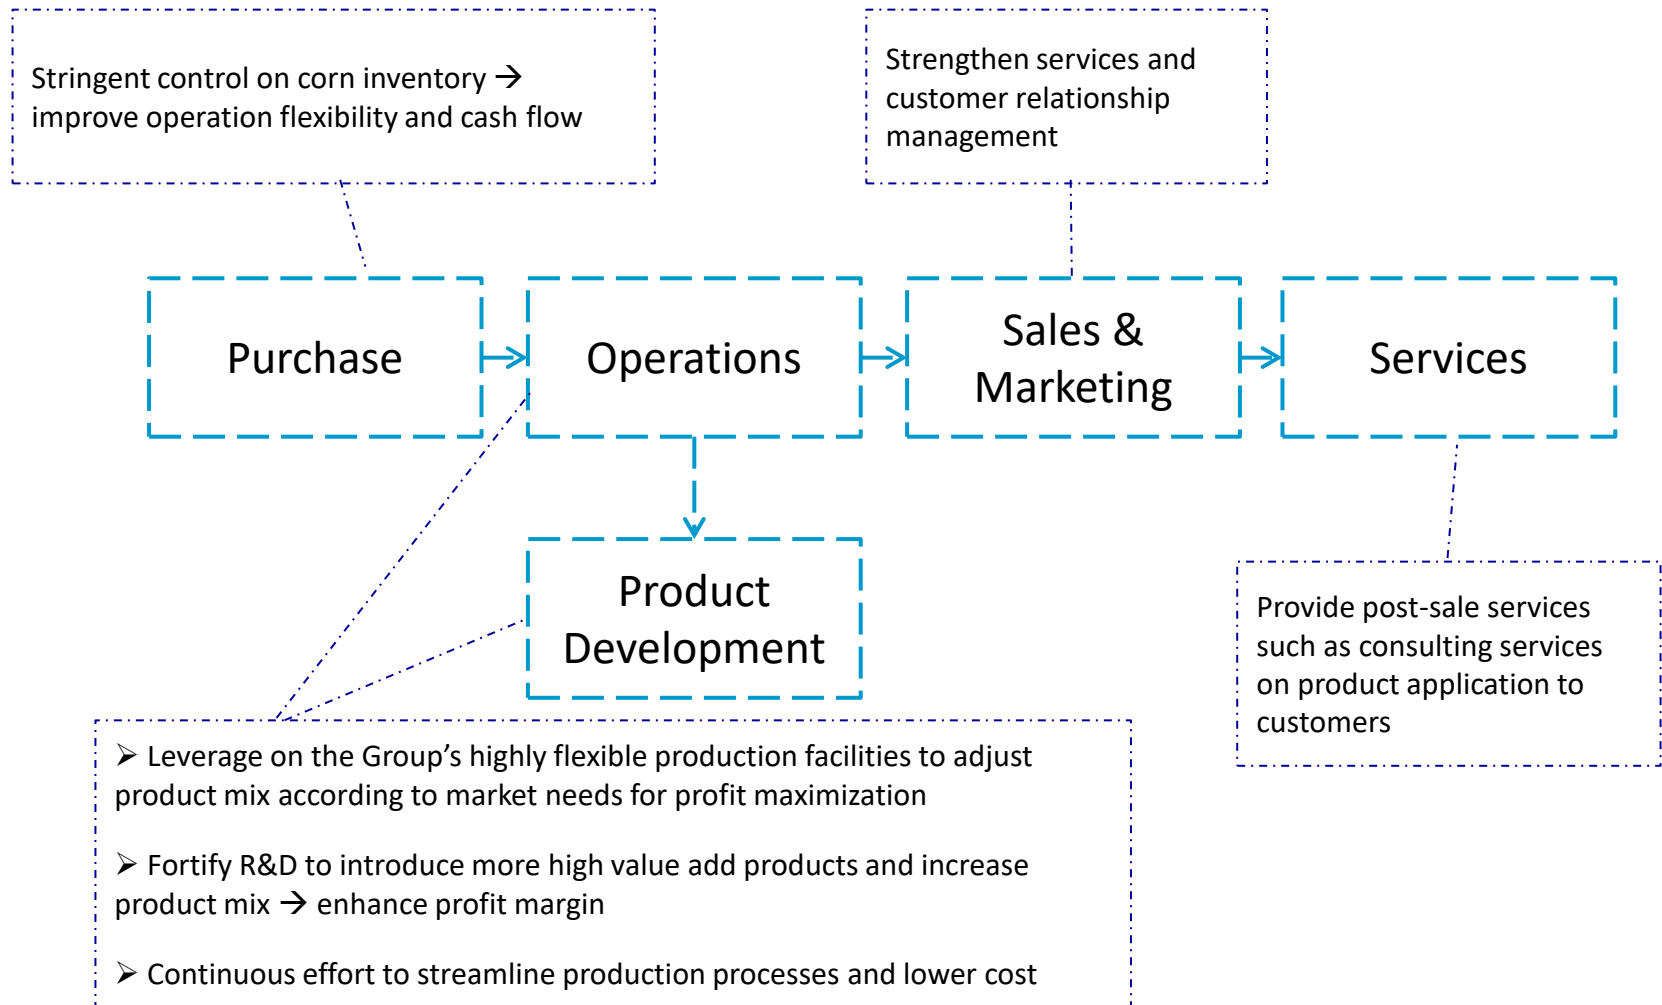 Stringent control on corn inventory →
improve operation flexibility and cash flow
Strengthen services and
customer relationship
management
Purchase
Operations
Sales &
Marketing
Services
Product
Development
Provide post-sale services
such as consulting services
on product application to
customers
➢ Leverage on the Group’s highly flexible production facilities to adjust
product mix according to market needs for profit maximization
➢ Fortify R&D to introduce more high value add products and increase
product mix → enhance profit margin
➢ Continuous effort to streamline production processes and lower cost